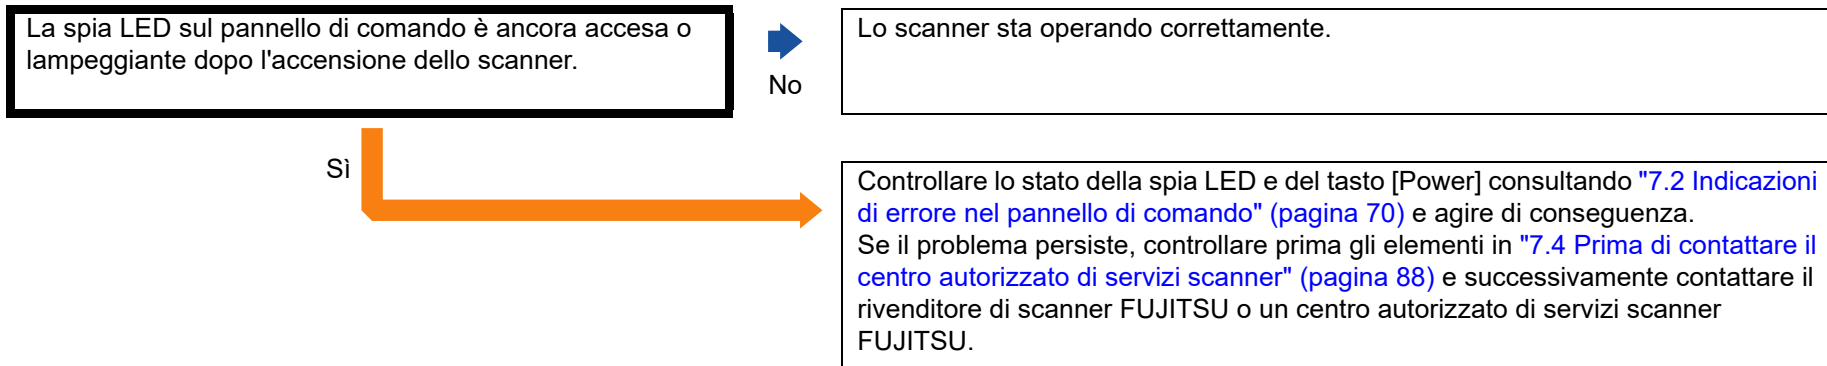 La spia LED sul pannello di comando è ancora accesa o
lampeggiante dopo l'accensione dello scanner.
No
Lo scanner sta operando correttamente.
Sì
Controllare lo stato della spia LED e del tasto [Power] consultando "7.2 Indicazioni
di errore nel pannello di comando" (pagina 70) e agire di conseguenza.
Se il problema persiste, controllare prima gli elementi in "7.4 Prima di contattare il
centro autorizzato di servizi scanner" (pagina 88) e successivamente contattare il
rivenditore di scanner FUJITSU o un centro autorizzato di servizi scanner
FUJITSU.